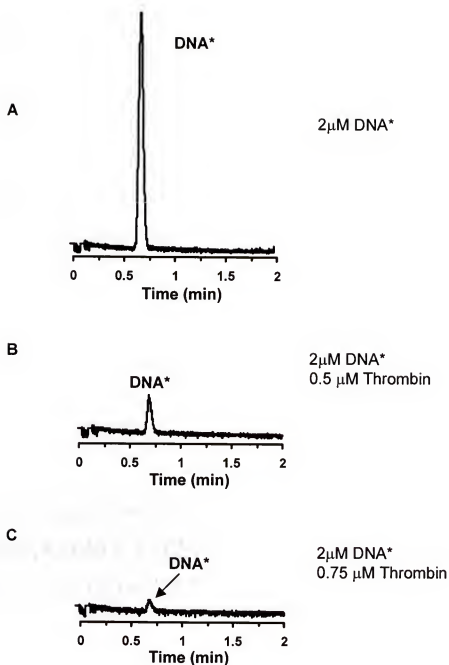 A
DNA*
2μM DNA*
0 0.5 1 1.5 2
Time (min)
B
DNA*
2μM DNA*
0.5 μM Thrombin
0 0.5 1 1.5 2
Time (min)
C
DNA*
2μM DNA*
0.75 μM Thrombin
0 0.5 1 1.5 2
Time (min)